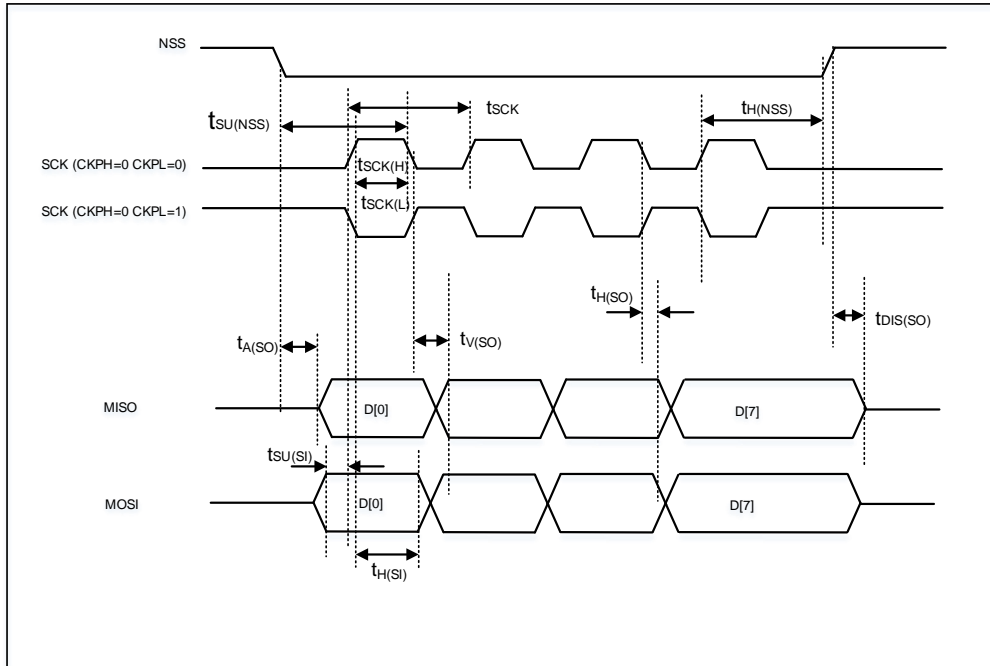 NSS
tSCK
tSU(NSS)
tH(NSS)
SCK (CKPH=0 CKPL=0)
tSCK(H)
tSCK(L)
SCK (CKPH=0 CKPL=1)
tH(SO)
tDIS(SO)
tA(SO)
tV(SO)
MISO
D[0]
D[7]
tSU(SI)
MOSI
D[0]
D[7]
tH(SI)